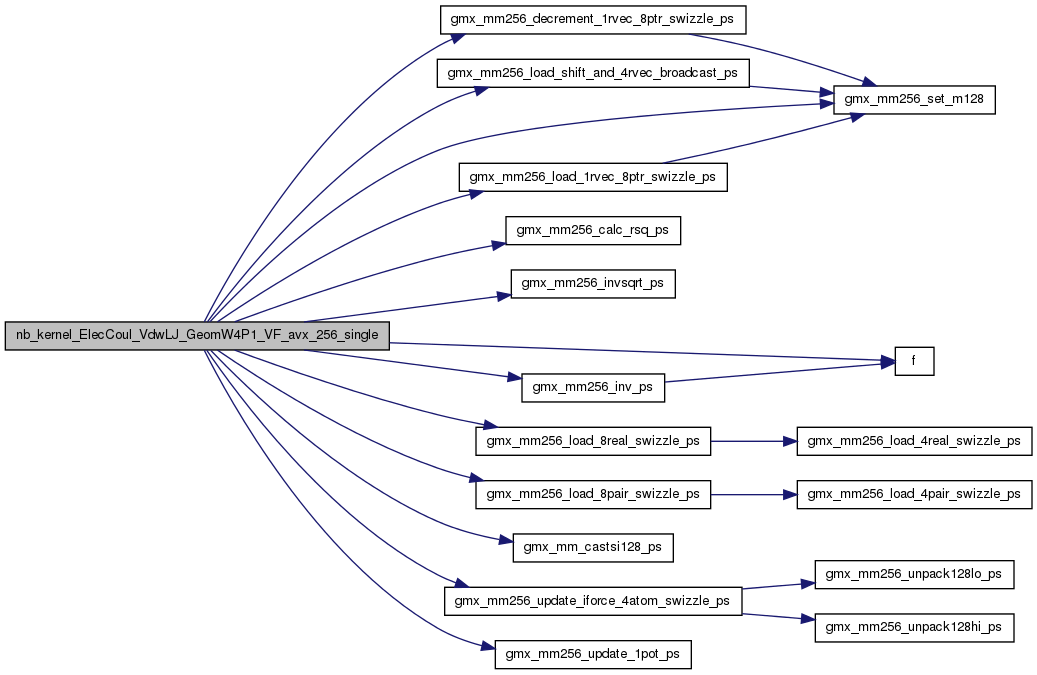 gmx_mm256_decrement_1rvec_8ptr_swizzle_ps
gmx_mm256_load_shift_and_4rvec_broadcast_ps
gmx_mm256_set_m128
gmx_mm256_load_1rvec_8ptr_swizzle_ps
gmx_mm256_calc_rsq_ps
gmx_mm256_invsqrt_ps
nb_kernel_ElecCoul_VdwLJ_GeomW4P1_VF_avx_256_single
f
gmx_mm256_inv_ps
gmx_mm256_load_8real_swizzle_ps
gmx_mm256_load_4real_swizzle_ps
gmx_mm256_load_8pair_swizzle_ps
gmx_mm256_load_4pair_swizzle_ps
gmx_mm_castsi128_ps
gmx_mm256_unpack128lo_ps
gmx_mm256_update_iforce_4atom_swizzle_ps
gmx_mm256_unpack128hi_ps
gmx_mm256_update_1pot_ps